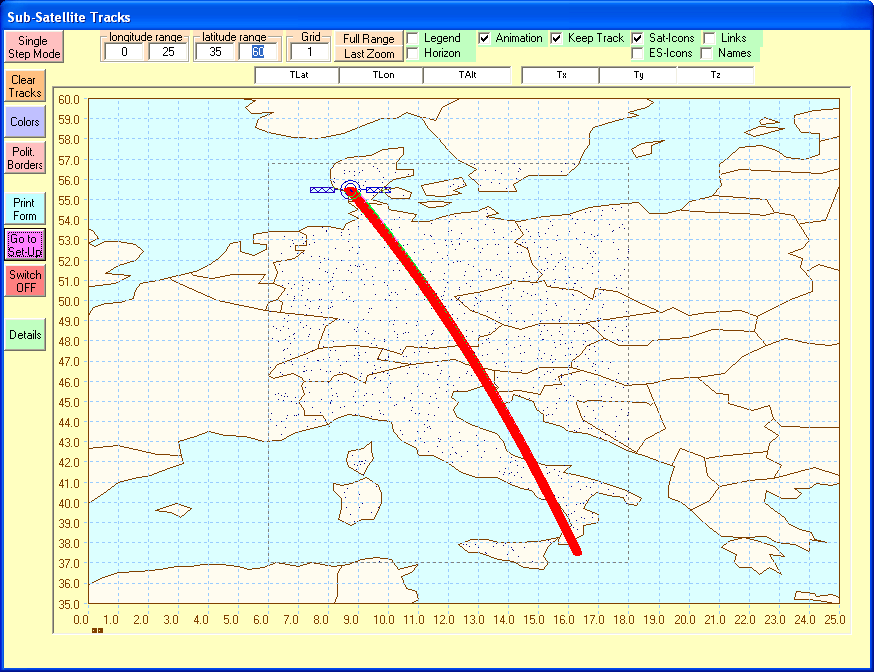 Sub-Satellite Tracks
Single
Step Mode
longitude range
0 25
latitude range
35 60
Grid
1
Full Range
Last Zoom
Legend
Horizon
Animation
Keep Track
Sat-Icons
ES-Icons
Links
Names
TLat TLon TAlt Tx Ty Tz
Clear
Tracks
Colors
Polit.
Borders
Print
Form
Go to
Set-Up
Switch
OFF
Details
60.0
59.0
58.0
57.0
56.0
55.0
54.0
53.0
52.0
51.0
50.0
49.0
48.0
47.0
46.0
45.0
44.0
43.0
42.0
41.0
40.0
39.0
38.0
37.0
36.0
35.0
0.0 1.0 2.0 3.0 4.0 5.0 6.0 7.0 8.0 9.0 10.0 11.0 12.0 13.0 14.0 15.0 16.0 17.0 18.0 19.0 20.0 21.0 22.0 23.0 24.0 25.0